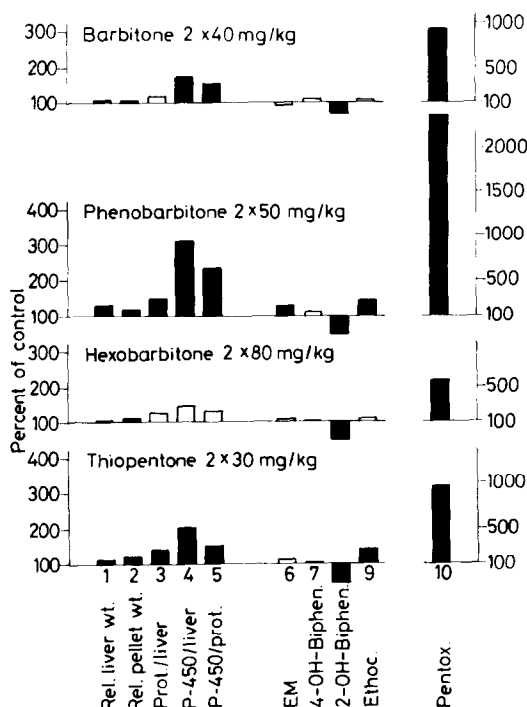 Percent of control
Barbitone 2 ×40 mg/kg
300
200
100
1000
500
100
Phenobarbitone 2×50 mg/kg
400
300
200
100
2000
1500
1000
500
100
Hexobarbitone 2 ×80 mg/kg
300
200
100
500
100
Thiopentone 2 ×30 mg/kg
400
300
200
100
1000
500
100
1 2 3 4 5 6 7 9 10
Rel. liver wt.
Rel. pellet wt.
Prot./liver
P-450/liver
P-450/prot.
EM
4-OH-Biphen.
2-OH-Biphen.
Ethoc.
Pentox.